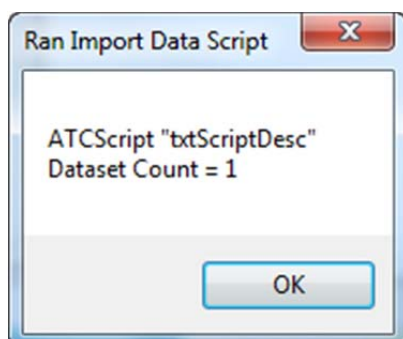 Ran Import Data Script
ATCScript "txtScriptDesc"
Dataset Count = 1
OK